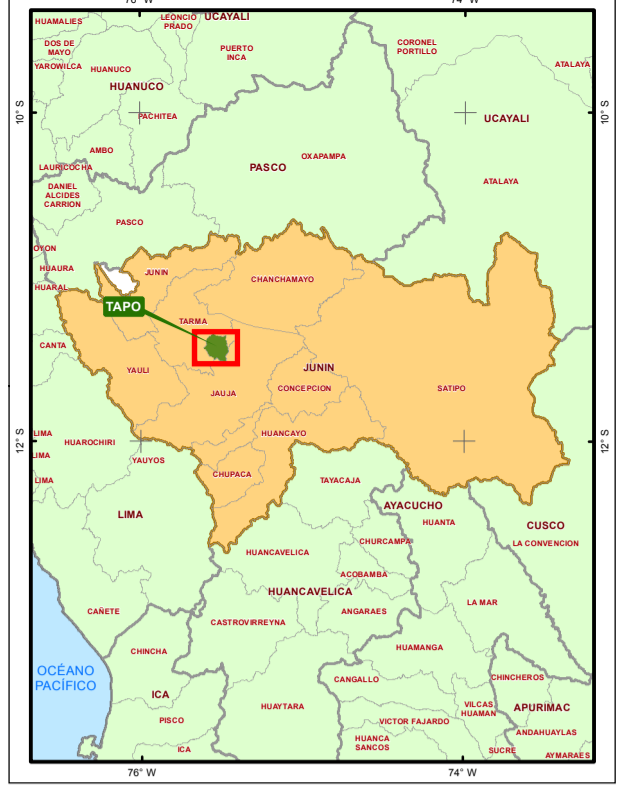 76° W
74° W
HUAMALIES
LEONCIO
PRADO
UCAYALI
DOS DE
MAYO
PUERTO
INCA
CORONEL
PORTILLO
YAROWILCA
HUANUCO
ATALAYA
HUANUCO
10° S
10° S
PACHITEA
UCAYALI
AMBO
OXAPAMPA
LAURICOCHA
PASCO
DANIEL
ALCIDES
CARRION
ATALAYA
PASCO
OYON
HUAURA
JUNIN
CHANCHAMAYO
HUARAL
TAPO
TARMA
CANTA
YAULI
JUNIN
JAUJA
CONCEPCION
SATIPO
LIMA
HUAROCHIRI
HUANCAYO
12° S
12° S
LIMA
YAUYOS
LIMA
CHUPACA
TAYACAJA
LIMA
AYACUCHO
HUANTA
CUSCO
CHURCAMPA
LA CONVENCION
HUANCAVELICA
ACOBAMBA
HUANCAVELICA
LA MAR
CAÑETE
ANGARAES
CASTROVIRREYNA
CHINCHA
HUAMANGA
OCÉANO
PACÍFICO
CANGALLO
CHINCHEROS
ICA
HUAYTARA
VILCAS
HUAMAN
APURIMAC
PISCO
VICTOR FAJARDO
ANDAHUAYLAS
HUANCA
SANCOS
ICA
SUCRE
AYMARAES
76° W
74° W